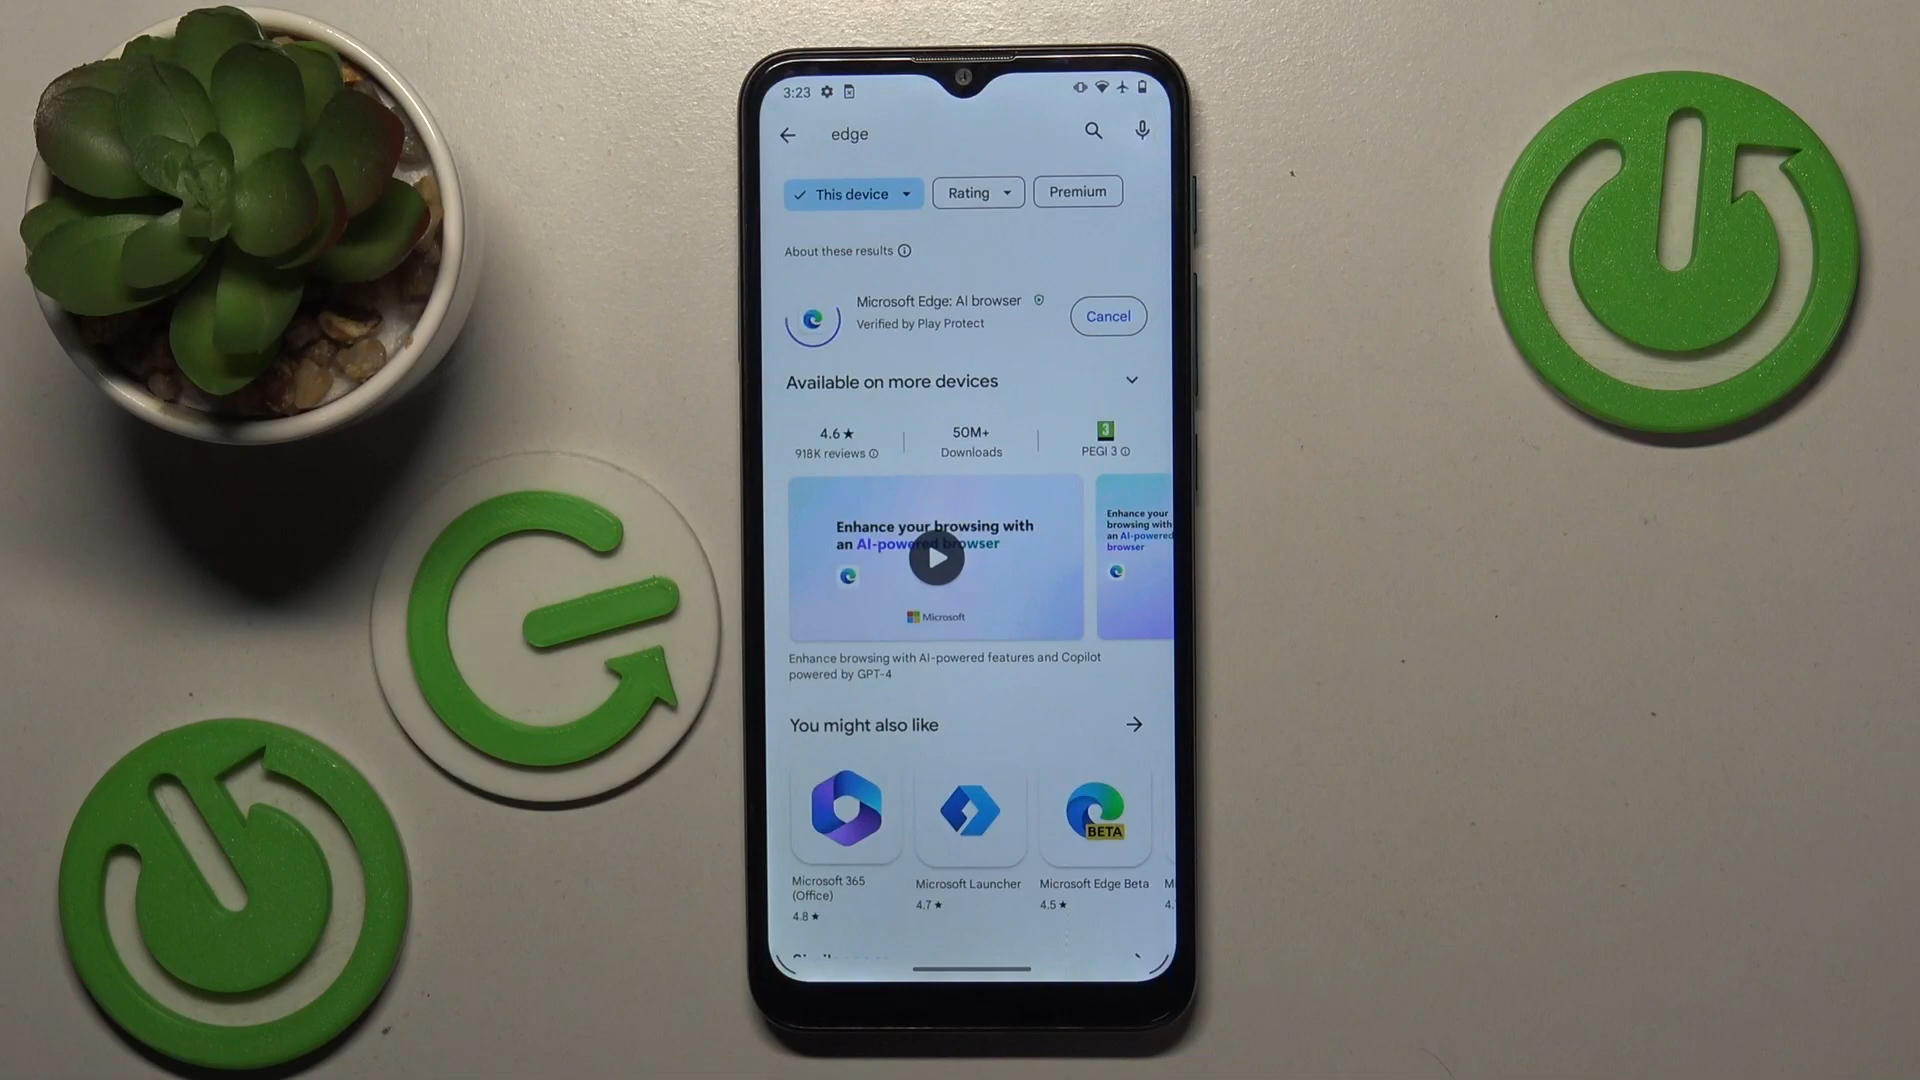 3:23
edge
This device
Rating
Premium
About these results
Microsoft Edge: AI browser
Verified by Play Protect
Cancel
Available on more devices
4.6★
918K reviews
50M+
Downloads
3
PEGI 3
Enhance your browsing with
an AI-powered browser
Microsoft
Enhance your
browsing with
an AI-powered
browser
Enhance browsing with AI-powered features and Copilot
powered by GPT-4
You might also like
BETA
Microsoft 365
(Office)
4.8★
Microsoft Launcher
4.7★
Microsoft Edge Beta
4.5★